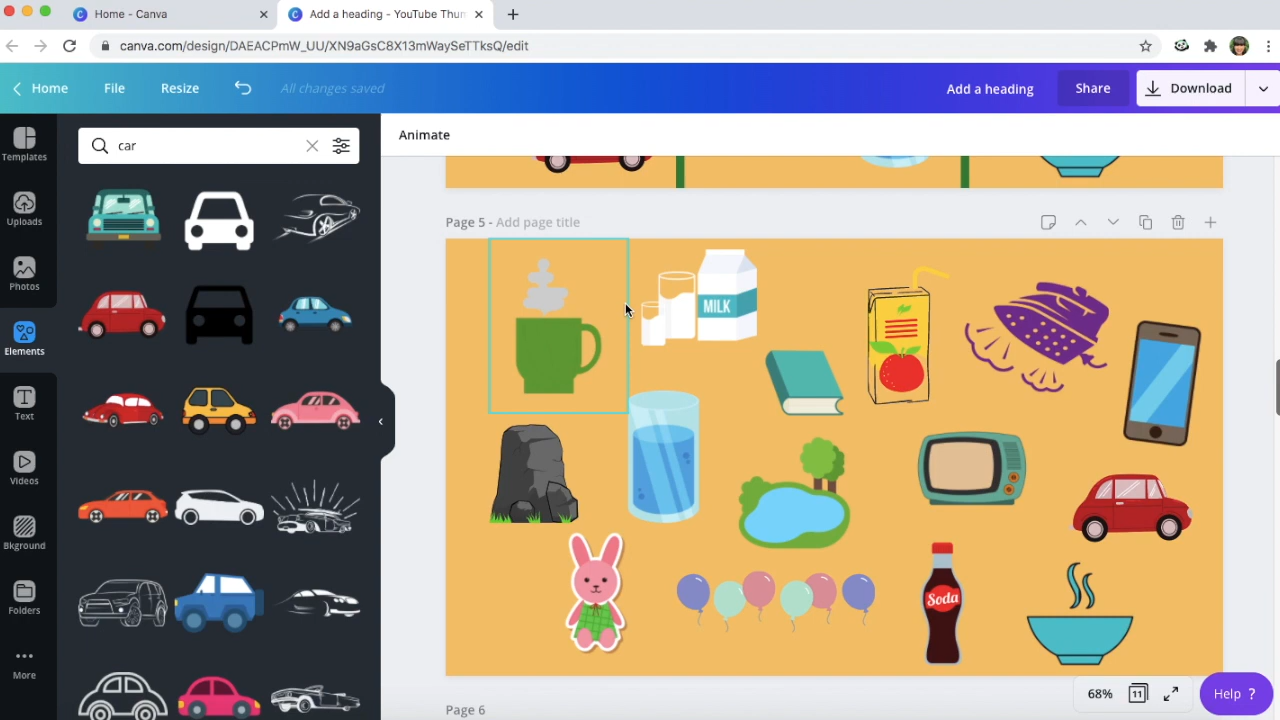 Home - Canva
Add a heading - YouTube Thum
canva.com/design/DAEACPmW_UU/XN9aGsC8X13mWaySeTTksQ/edit
Home
File
Resize
All changes saved
Add a heading
Share
Download
Templates
car
Animate
Uploads
Page 5 - Add page title
Photos
MILK
Elements
Text
Videos
Bkground
Soda
Folders
More
68%
11
Help ?
Page 6